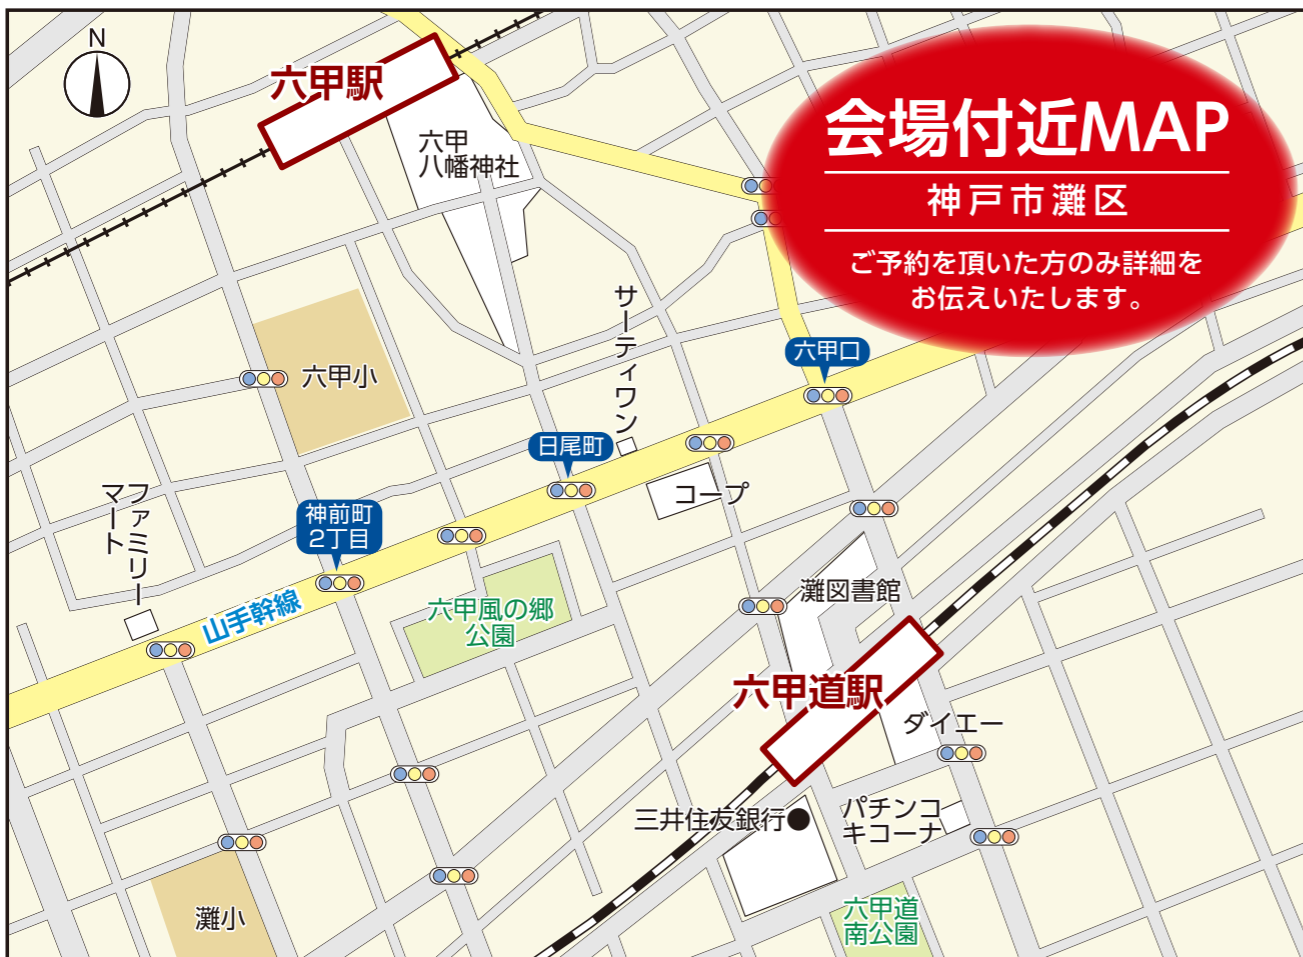 N
六甲駅
六甲
八幡神社
会場付近MAP
神戸市灘区
ご予約を頂いた方のみ詳細を
お伝えいたします。
サーティワン
六甲口
六甲小
日尾町
コープ
ファミリー
マート
神前町
2丁目
山手幹線
六甲風の郷
公園
灘図書館
六甲道駅
ダイエー
三井住友銀行
パチンコ
キコーナ
灘小
六甲道
南公園